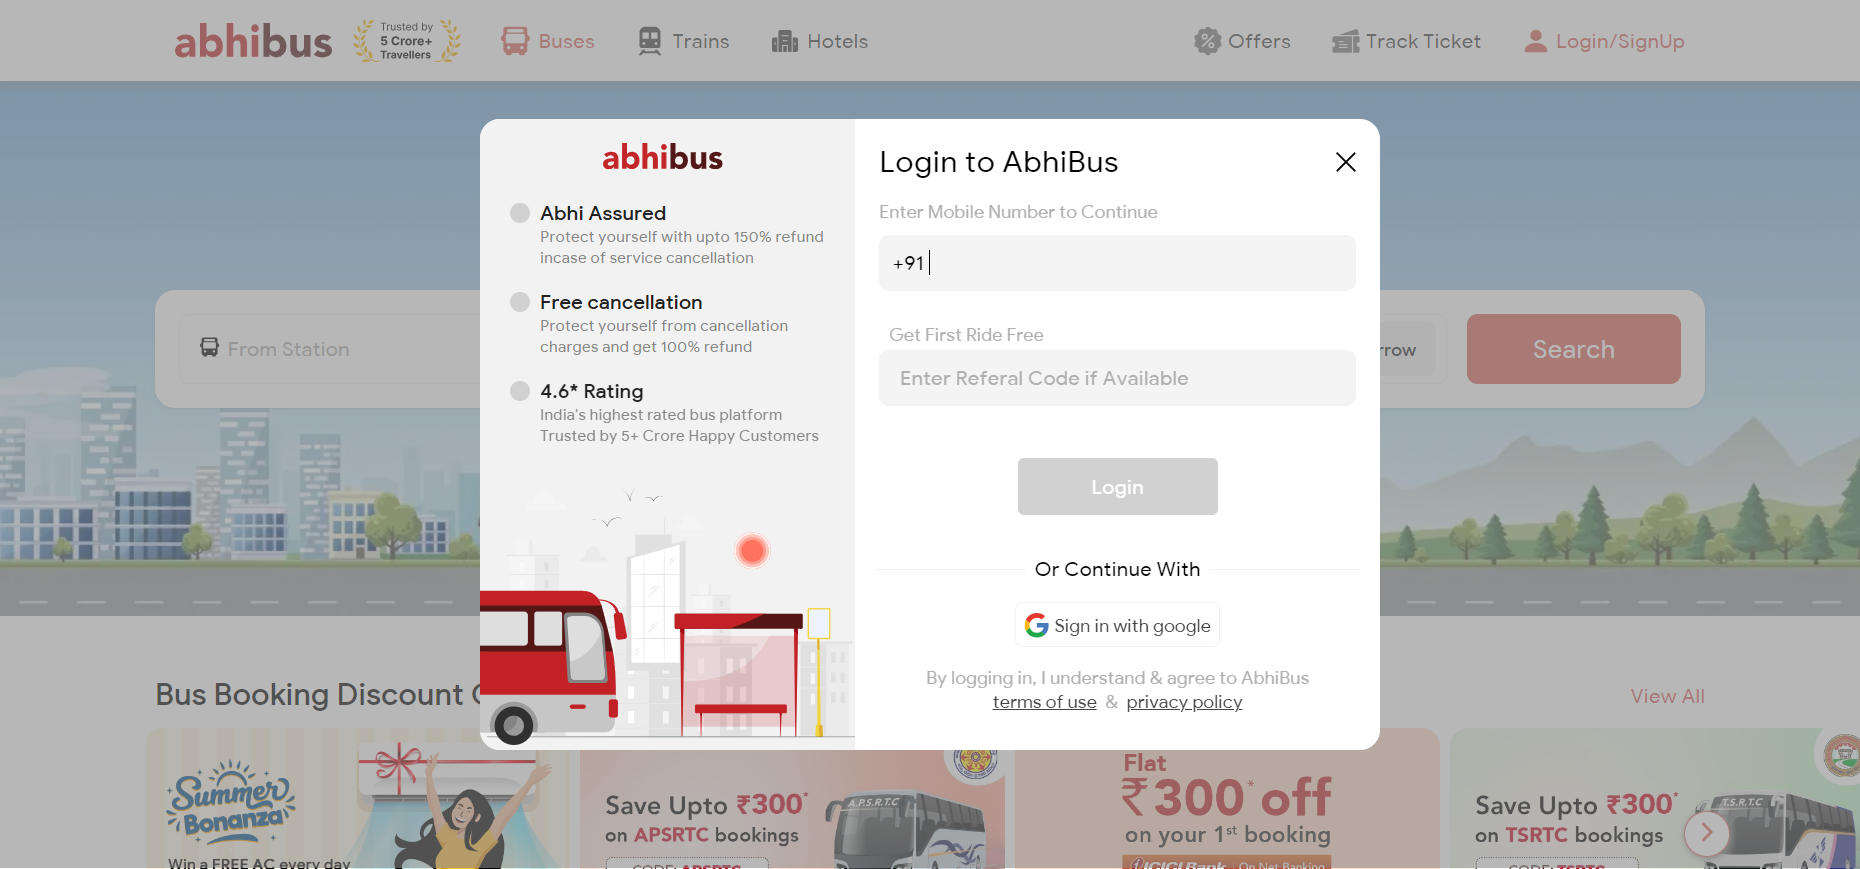 abhibus
Trusted by
5 Crore+
Travellers
Buses
Trains
Hotels
Offers
Track Ticket
Login/SignUp
abhibus
Abhi Assured
Protect yourself with upto 150% refund
incase of service cancellation
Free cancellation
Protect yourself from cancellation
charges and get 100% refund
4.6* Rating
India's highest rated bus platform
Trusted by 5+ Crore Happy Customers
Login to AbhiBus
Enter Mobile Number to Continue
+91
Get First Ride Free
Enter Referal Code if Available
Login
Or Continue With
Sign in with google
By logging in, I understand & agree to AbhiBus
terms of use & privacy policy
From Station
rrow
Search
Bus Booking Discount
View All
Summer
Bonanza
Win a FREE AC every day
Save Upto ₹300*
on APSRTC bookings
CODE: APSRTC
A.P.S.R.T.C
Flat
₹300* off
on your 1st booking
ICICI Bank On Net Banking
Save Upto ₹300*
on TSRTC bookings
CODE: TSRTC
T.S.R.T.C